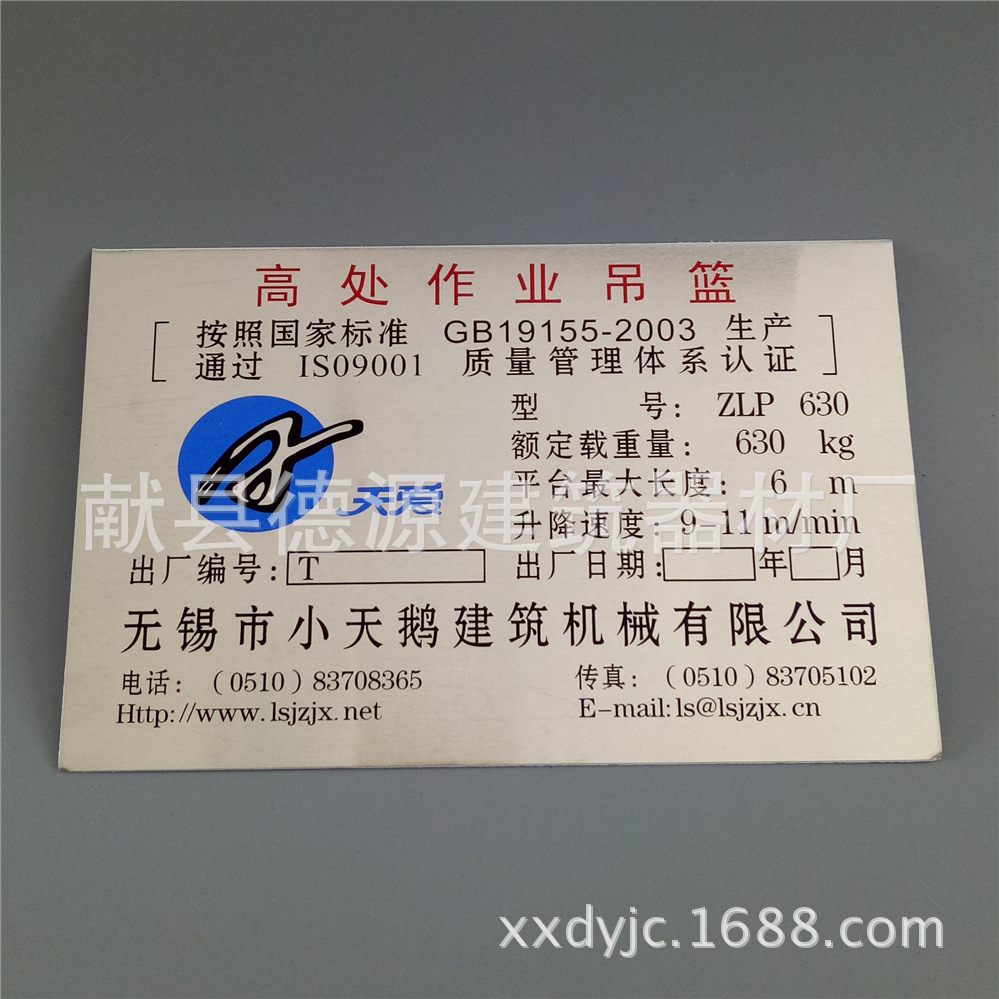 高处作业吊篮
按照国家标准 GB19155-2003 生产
通过 ISO9001 质量管理体系认证
型 号: ZLP 630
额定载重量: 630 kg
平台最大长度: 6 m
升降速度: 9-11 m/min
出厂编号: T
出厂日期: 年 月
无锡市小天鹅建筑机械有限公司
电话: (0510) 83708365
传真: (0510) 83705102
Http://www.lsjzjx.net
E-mail:ls@lsjzjx.cn
献县德源建筑器材厂
xxdyjc.1688.com